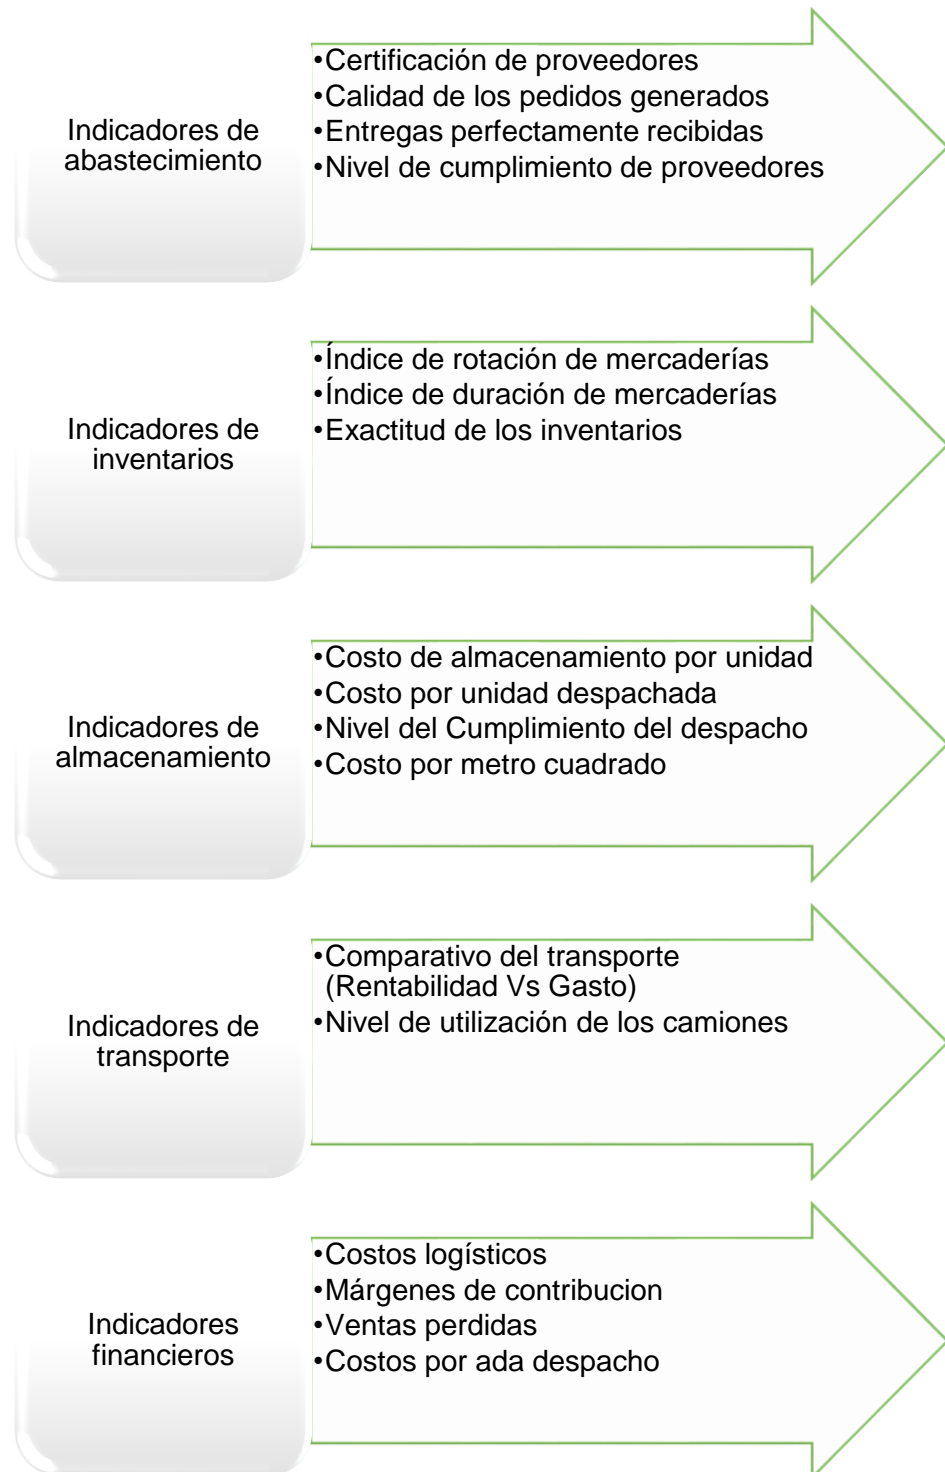 Indicadores de
abastecimiento
•Certificación de proveedores
•Calidad de los pedidos generados
•Entregas perfectamente recibidas
•Nivel de cumplimiento de proveedores
Indicadores de
inventarios
•Índice de rotación de mercaderías
•Índice de duración de mercaderías
•Exactitud de los inventarios
Indicadores de
almacenamiento
•Costo de almacenamiento por unidad
•Costo por unidad despachada
•Nivel del Cumplimiento del despacho
•Costo por metro cuadrado
Indicadores de
transporte
•Comparativo del transporte
(Rentabilidad Vs Gasto)
•Nivel de utilización de los camiones
Indicadores
financieros
•Costos logísticos
•Márgenes de contribucion
•Ventas perdidas
•Costos por ada despacho